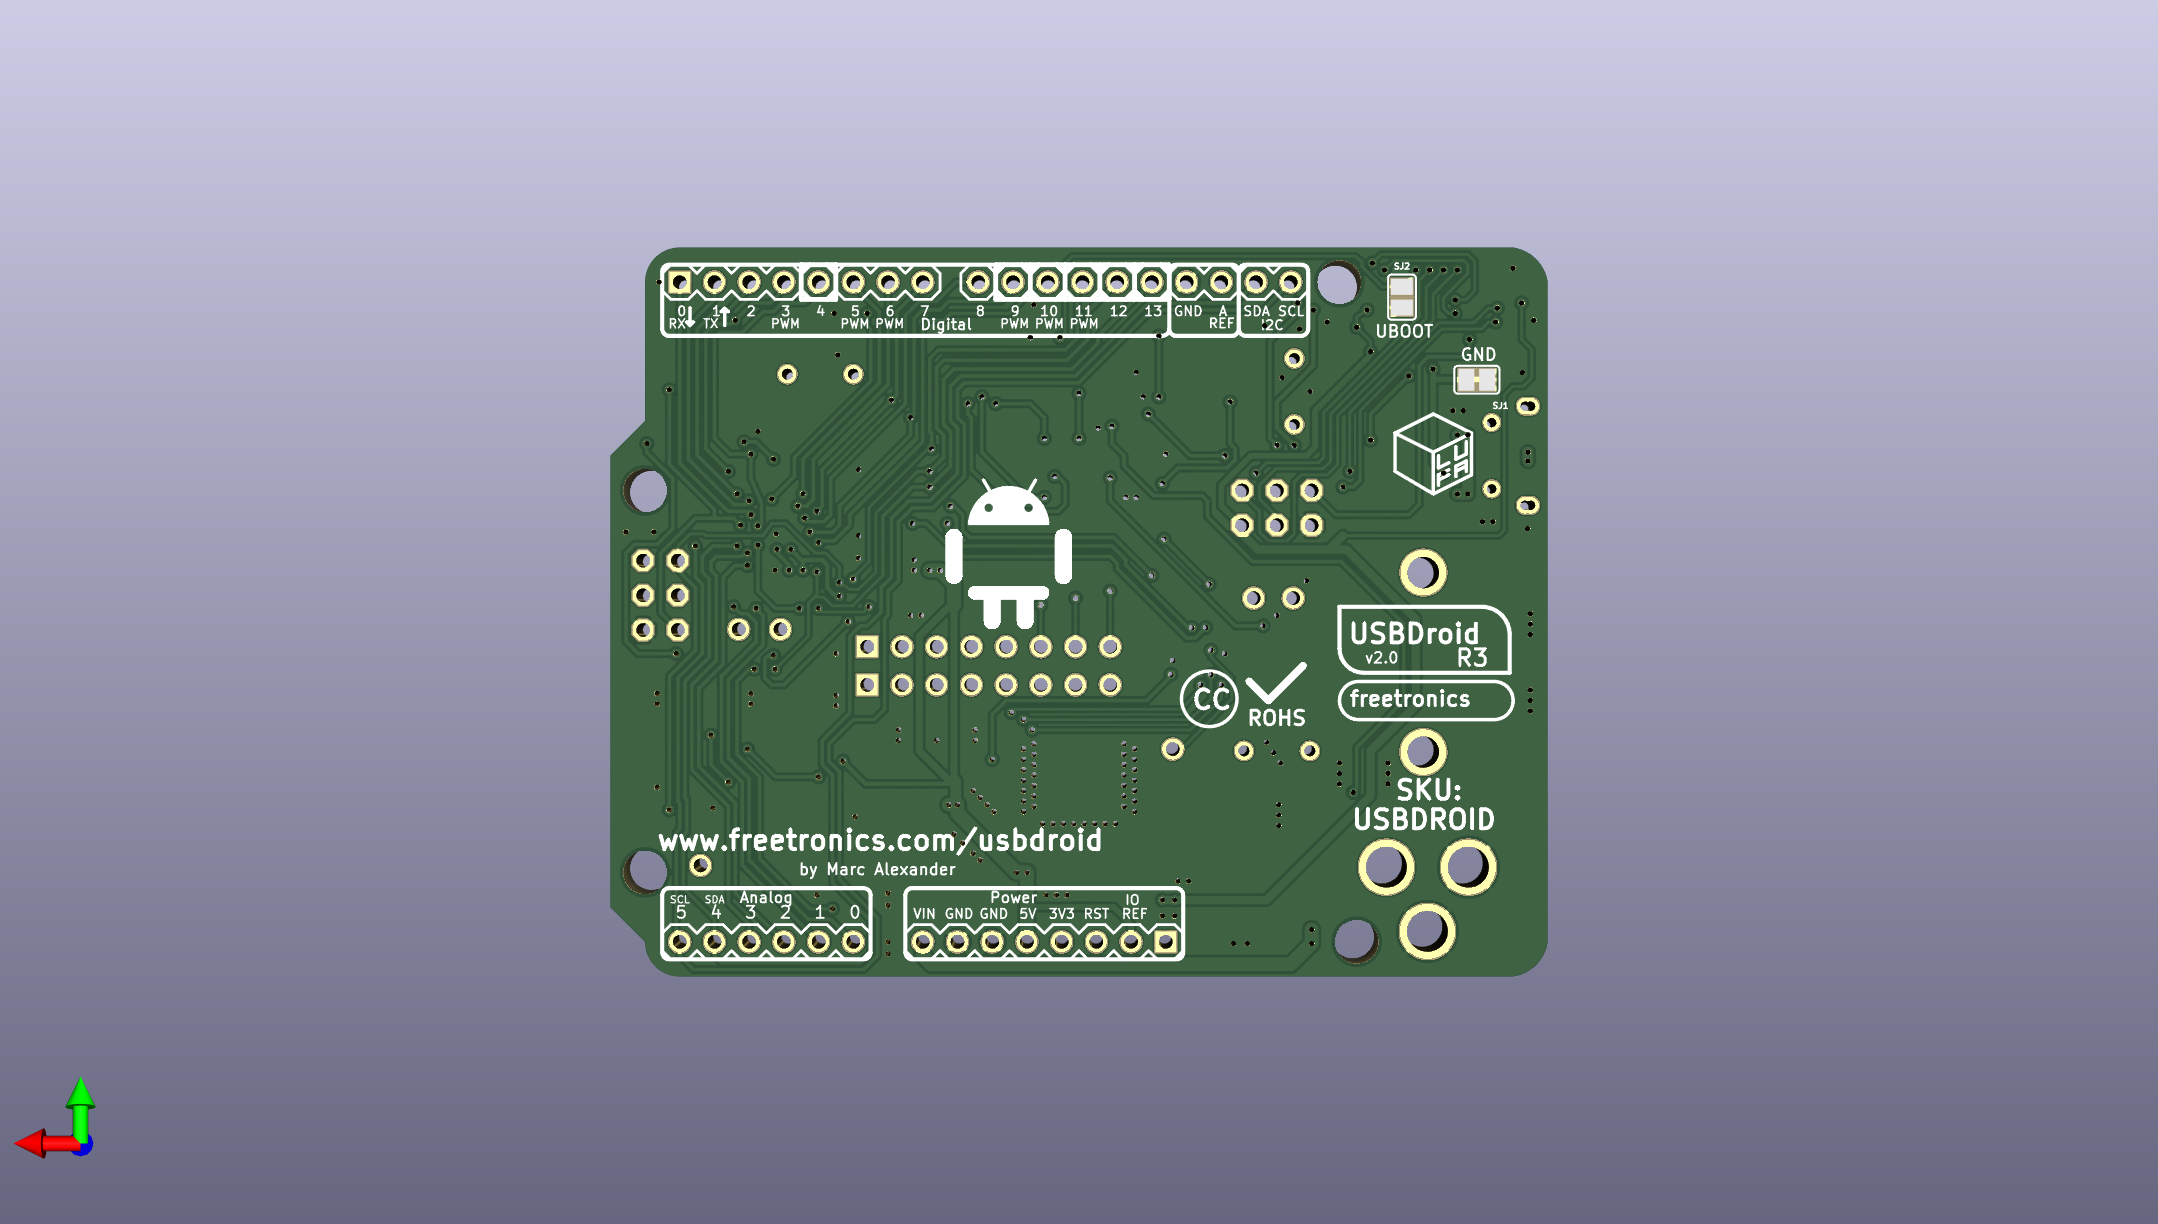 SJ2
0 1 2 3 4 5 6 7 8 9 10 11 12 13 GND A SDA SCL
RX TX PWM PWM PWM Digital PWM PWM PWM REF I2C
UBOOT
GND
SJ1
LUFA
USBDroid
v2.0 R3
CC
ROHS
freetronics
SKU:
USBDROID
www.freetronics.com/usbdroid
by Marc Alexander
SCL SDA Analog
5 4 3 2 1 0
Power IO
VIN GND GND 5V 3V3 RST REF